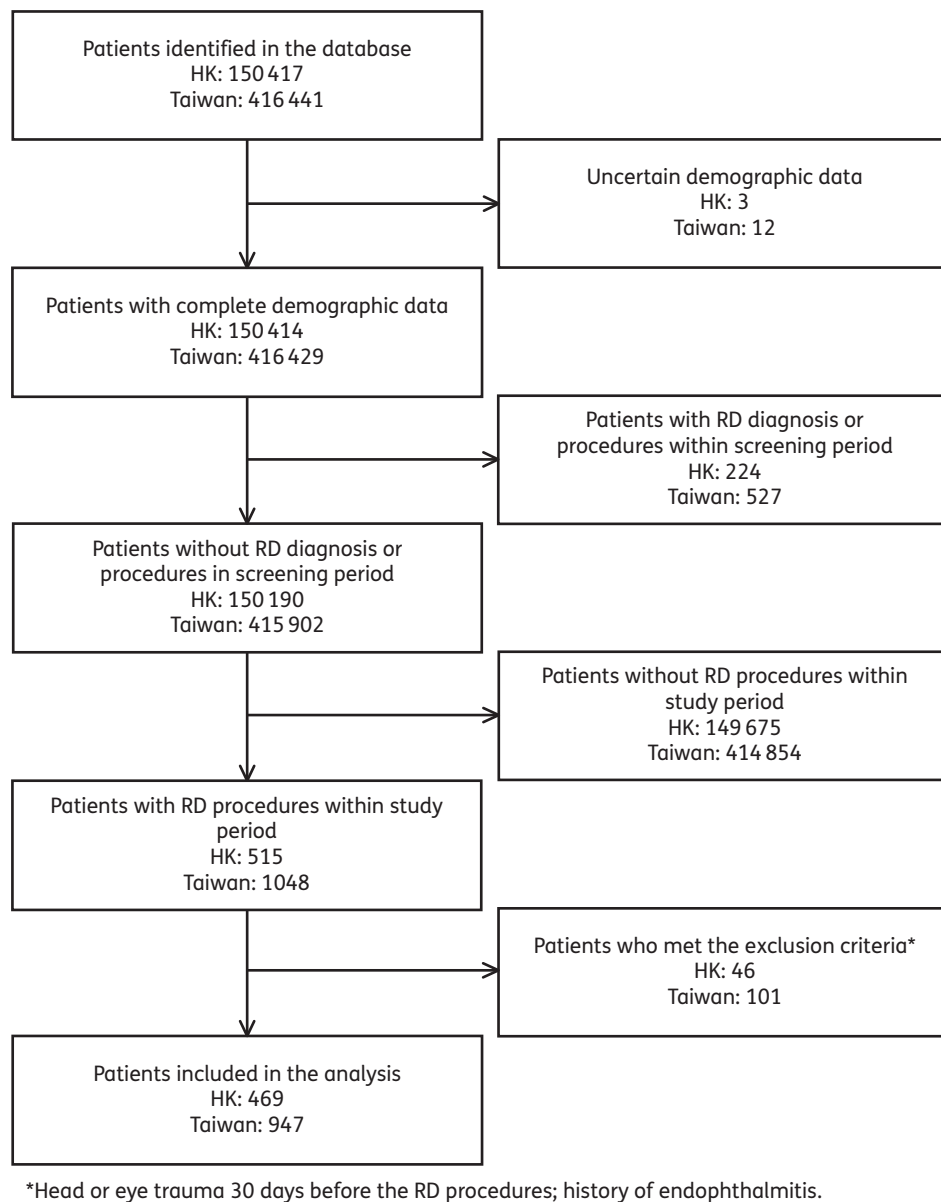 Patients identified in the database
HK: 150 417
Taiwan: 416 441
Uncertain demographic data
HK: 3
Taiwan: 12
Patients with complete demographic data
HK: 150 414
Taiwan: 416 429
Patients with RD diagnosis or
procedures within screening period
HK: 224
Taiwan: 527
Patients without RD diagnosis or
procedures in screening period
HK: 150 190
Taiwan: 415 902
Patients without RD procedures within
study period
HK: 149 675
Taiwan: 414 854
Patients with RD procedures within study
period
HK: 515
Taiwan: 1048
Patients who met the exclusion criteria*
HK: 46
Taiwan: 101
Patients included in the analysis
HK: 469
Taiwan: 947
*Head or eye trauma 30 days before the RD procedures; history of endophthalmitis.